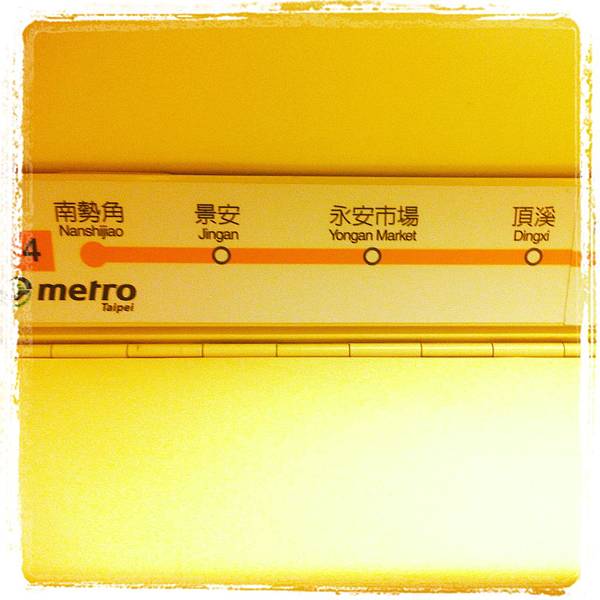 南勢角
Nanshijiao
景安
Jingan
永安市場
Yongan Market
頂溪
Dingxi
4
metro
Taipei